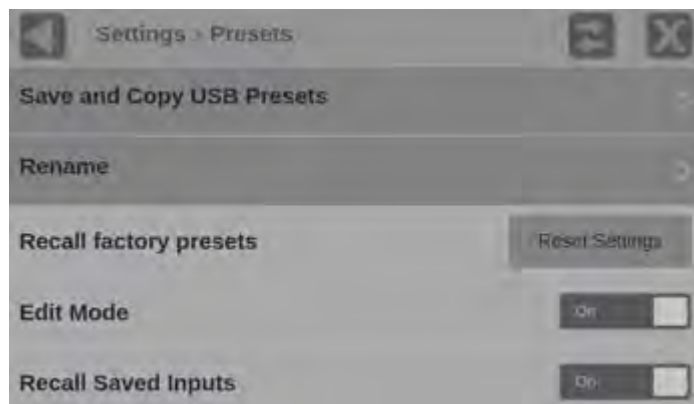 Settings > Presets
Save and Copy USB Presets
Rename
Recall factory presets
Reset Settings
Edit Mode
On
Recall Saved Inputs
On